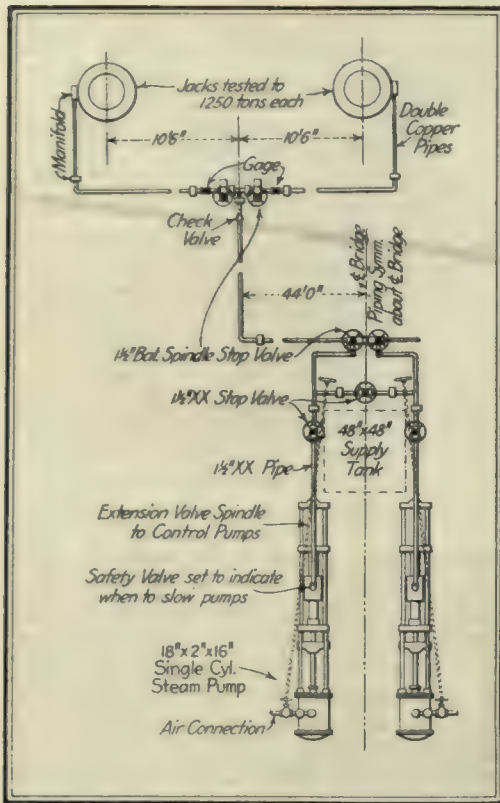 Jacks tested to
1250 tons each
Manifold
10'6"
10'6"
Double
Copper
Pipes
Gage
Check
Valve
44'0"
℄ Bridge
Piping Symm.
about ℄ Bridge
1½" Bat. Spindle Stop Valve
1½" XX Stop Valve
48"x48"
Supply
Tank
1½" XX Pipe
Extension Valve Spindle
to Control Pumps
Safety Valve set to indicate
when to slow pumps
18"x2"x16"
Single Cyl.
Steam Pump
Air Connection